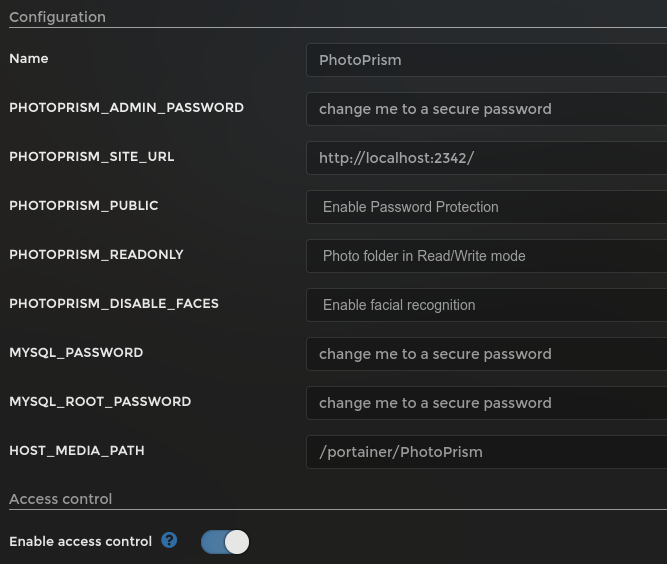 Configuration
Name PhotoPrism
PHOTOPRISM_ADMIN_PASSWORD change me to a secure password
PHOTOPRISM_SITE_URL http://localhost:2342/
PHOTOPRISM_PUBLIC Enable Password Protection
PHOTOPRISM_READONLY Photo folder in Read/Write mode
PHOTOPRISM_DISABLE_FACES Enable facial recognition
MYSQL_PASSWORD change me to a secure password
MYSQL_ROOT_PASSWORD change me to a secure password
HOST_MEDIA_PATH /portainer/PhotoPrism
Access control
Enable access control ?